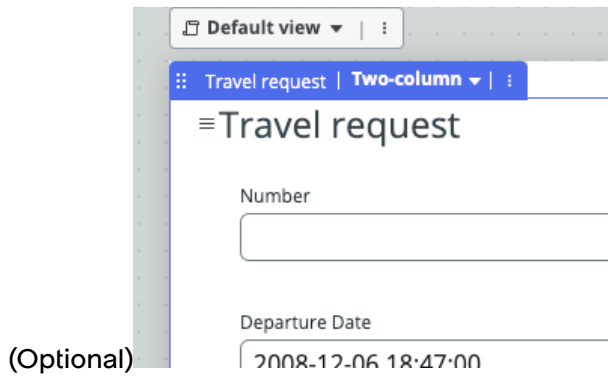 Default view
Travel request | Two-column
Travel request
Number
Departure Date
(Optional)
2008-12-06 18:47:00